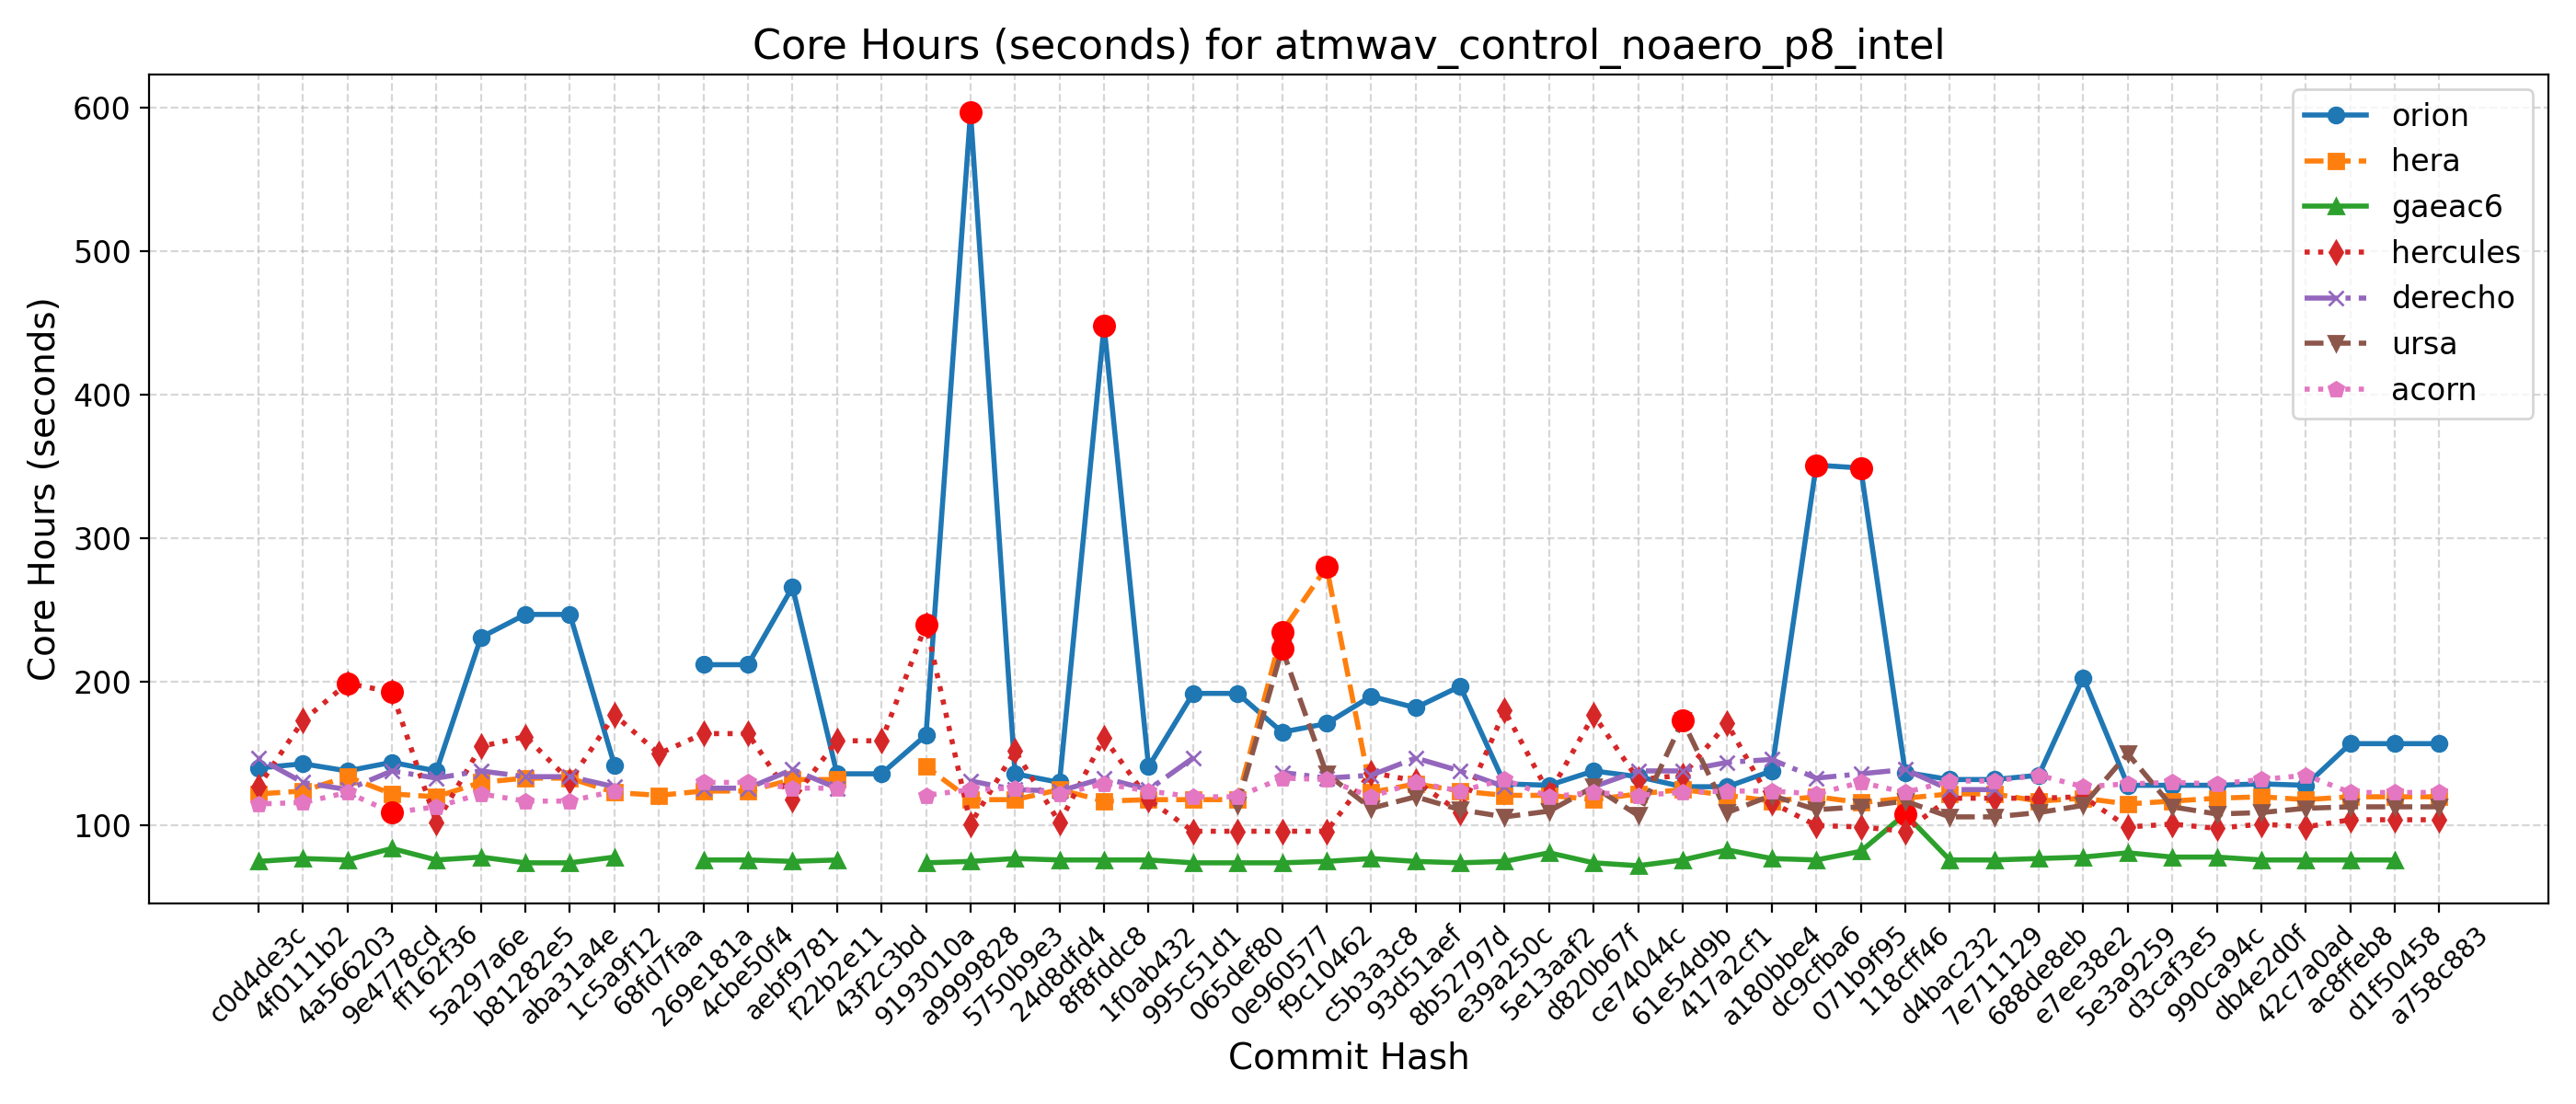 Core Hours (seconds) for atmwav_control_noaero_p8_intel
Core Hours (seconds)
600
500
400
300
200
100
orion
hera
gaeac6
hercules
derecho
ursa
acorn
c0d4de3c
4f0111b2
4a566203
9e4778cd
ff162f36
5a297a6e
b81282e5
aba31a4e
1c5a9f12
68fd7faa
269e181a
4cbe50f4
aebf9781
f22b2e11
43f2c3bd
9193010a
a9999828
5750b9e3
24d8dfd4
8f8fddc8
1f0ab432
995c51d1
065def80
0e960577
f9c10462
c5b3a3c8
93d51aef
8b52797d
e39a250c
5e13aaf2
d820b67f
ce74044c
61e54d9b
417a2cf1
a180bbe4
dc9cfba6
071b9f95
118cff46
d4bac232
7e711129
688de8eb
e7ee38e2
5e3a9259
d3caf3e5
990ca94c
db4e2d0f
42c7a0ad
ac8ffeb8
d1f50458
a758c883
Commit Hash